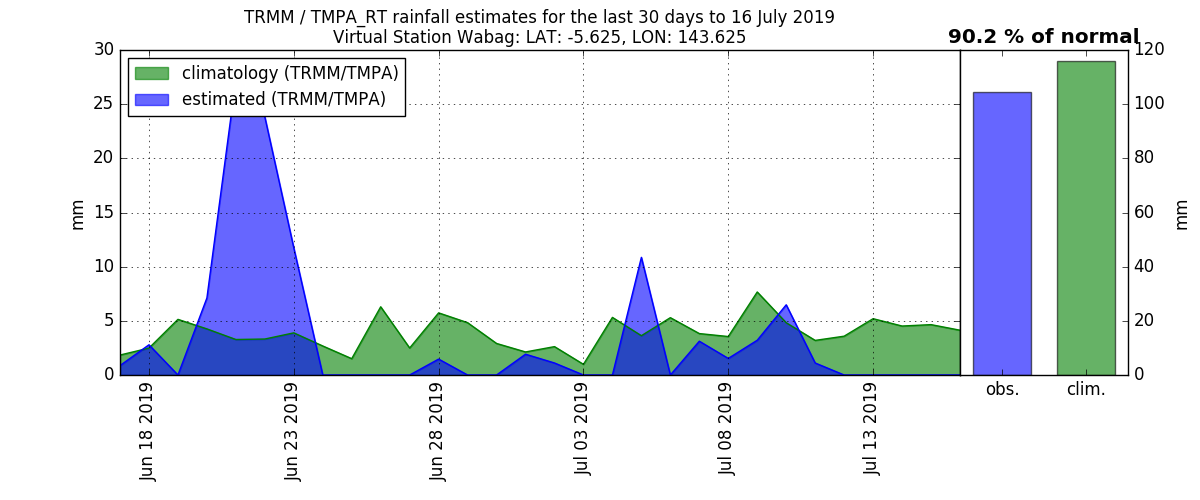 TRMM / TMPA_RT rainfall estimates for the last 30 days to 16 July 2019
Virtual Station Wabag: LAT: -5.625, LON: 143.625
90.2 % of normal
climatology (TRMM/TMPA)
estimated (TRMM/TMPA)
30
25
20
15
10
5
0
mm
Jun 18 2019
Jun 23 2019
Jun 28 2019
Jul 03 2019
Jul 08 2019
Jul 13 2019
120
100
80
60
40
20
0
mm
obs.
clim.